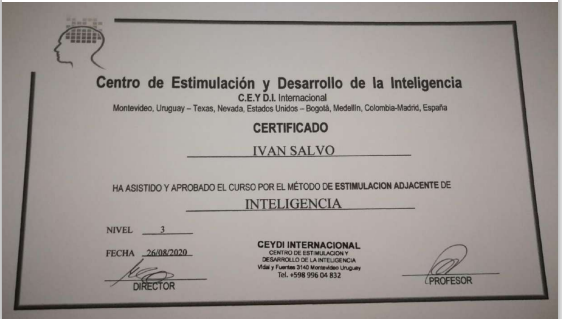 Centro de Estimulación y Desarrollo de la Inteligencia
C.E.Y D.I. Internacional
Montevideo, Uruguay – Texas, Nevada, Estados Unidos – Bogotá, Medellín, Colombia-Madrid, España
CERTIFICADO
IVAN SALVO
HA ASISTIDO Y APROBADO EL CURSO POR EL MÉTODO DE ESTIMULACION ADJACENTE DE
INTELIGENCIA
NIVEL 3
FECHA 26/08/2020
CEYDI INTERNACIONAL
CENTRO DE ESTIMULACIÓN Y
DESARROLLO DE LA INTELIGENCIA
Vidal y Fuentes 3140 Montevideo Uruguay
Tel. +598 996 04 832
DIRECTOR
PROFESOR